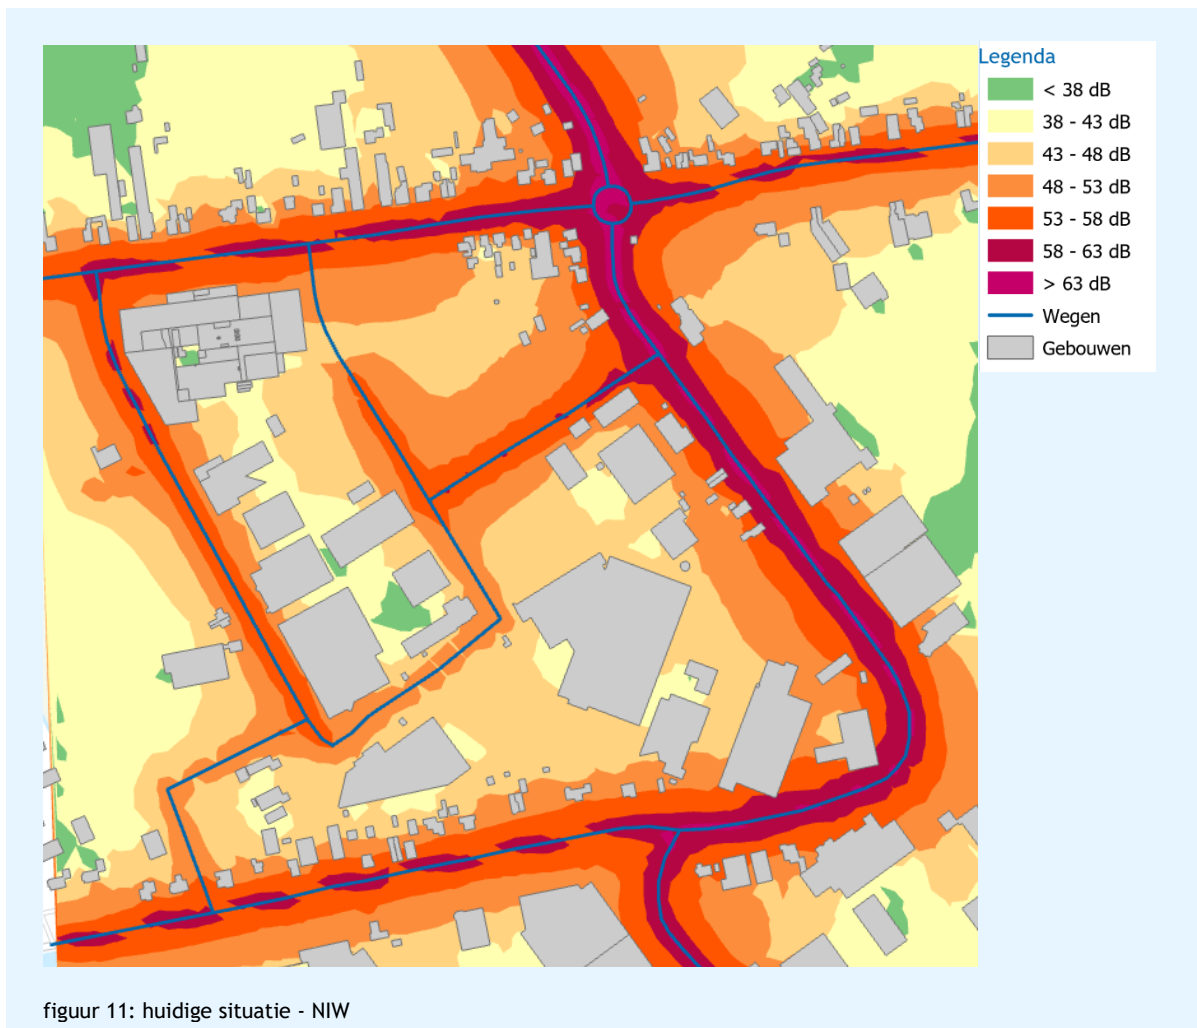 Legenda
< 38 dB
38 - 43 dB
43 - 48 dB
48 - 53 dB
53 - 58 dB
58 - 63 dB
> 63 dB
Wegen
Gebouwen
figuur 11: huidige situatie - NIW